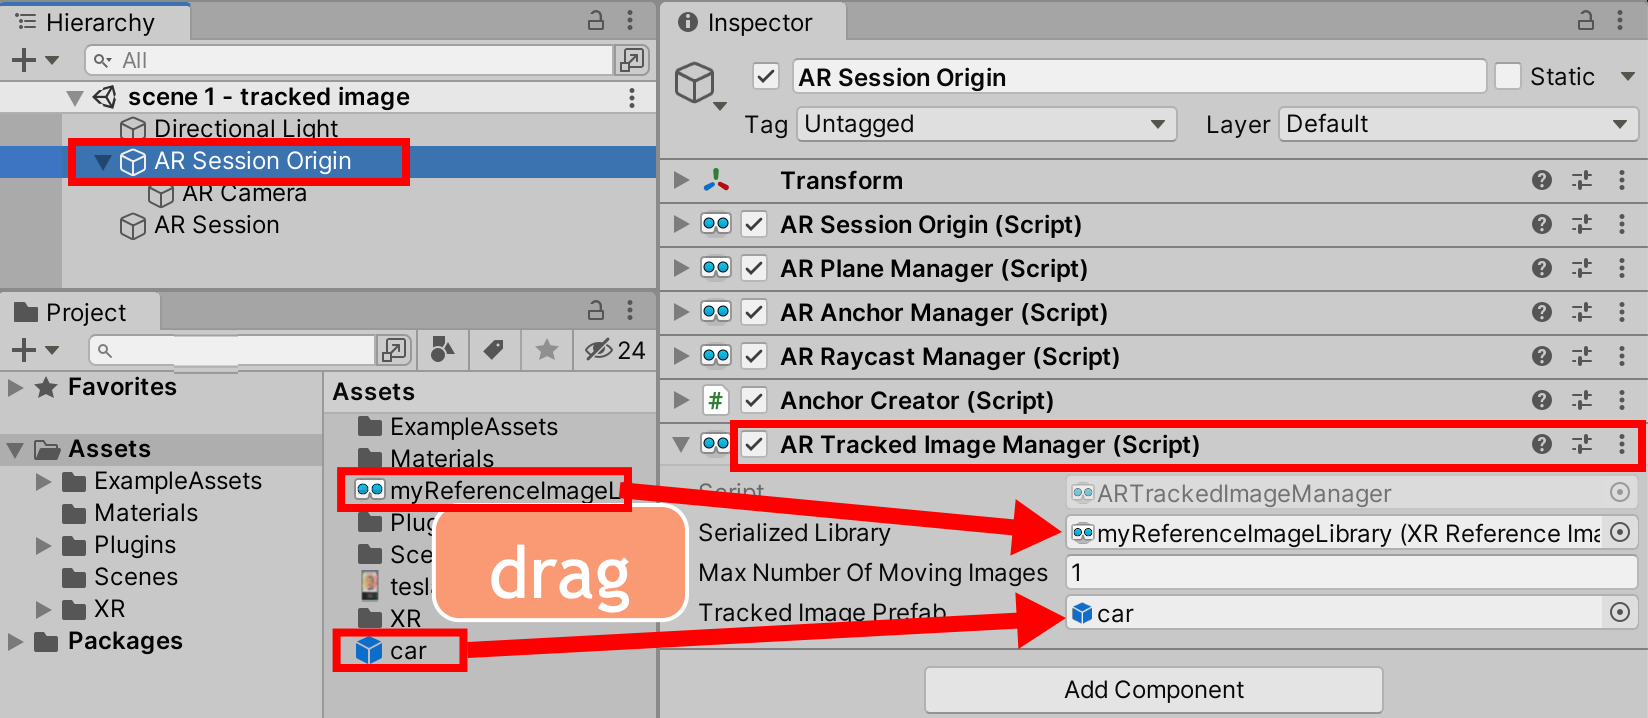 Hierarchy
All
scene 1 - tracked image
Directional Light
AR Session Origin
AR Camera
AR Session
Project
24
Favorites
Assets
ExampleAssets
Materials
Plugins
Scenes
XR
Packages
Assets
ExampleAssets
Materials
myReferenceImageL
Plug
Sce
tesl
XR
car
drag
Inspector
AR Session Origin
Static
Tag Untagged Layer Default
Transform
AR Session Origin (Script)
AR Plane Manager (Script)
AR Anchor Manager (Script)
AR Raycast Manager (Script)
# Anchor Creator (Script)
AR Tracked Image Manager (Script)
Script ARTrackedImageManager
Serialized Library myReferenceImageLibrary (XR Reference Ima
Max Number Of Moving Images 1
Tracked Image Prefab car
Add Component